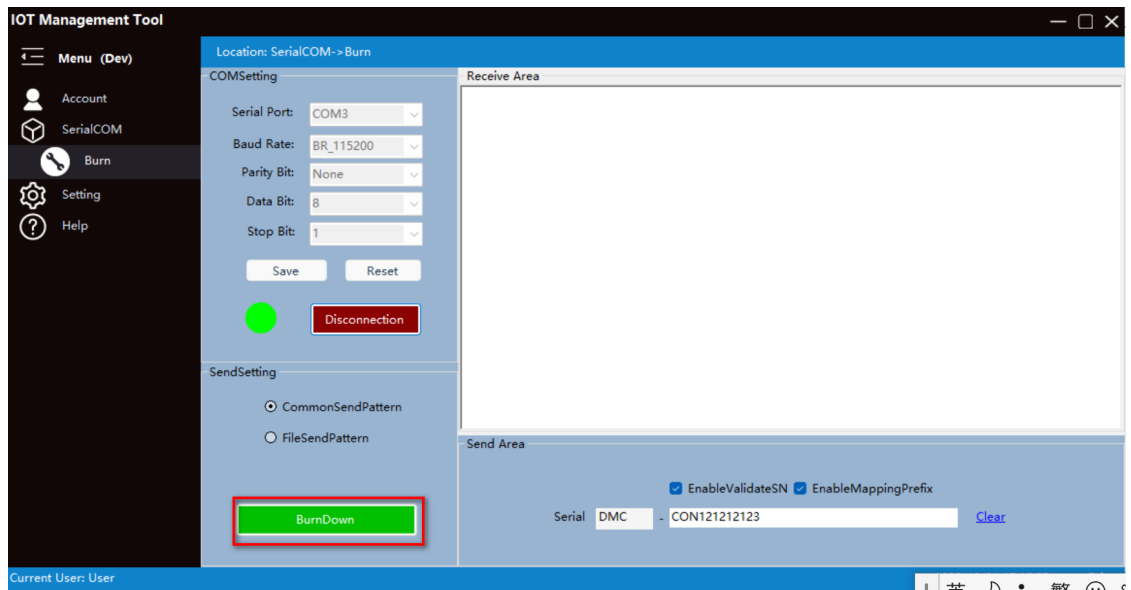 IOT Management Tool
Menu (Dev)
Account
SerialCOM
Burn
Setting
Help
Location: SerialCOM->Burn
COMSetting
Serial Port: COM3
Baud Rate: BR_115200
Parity Bit: None
Data Bit: 8
Stop Bit: 1
Save Reset
Disconnection
SendSetting
CommonSendPattern
FileSendPattern
BurnDown
Receive Area
Send Area
EnableValidateSN EnableMappingPrefix
Serial DMC - CON121212123 Clear
Current User: User